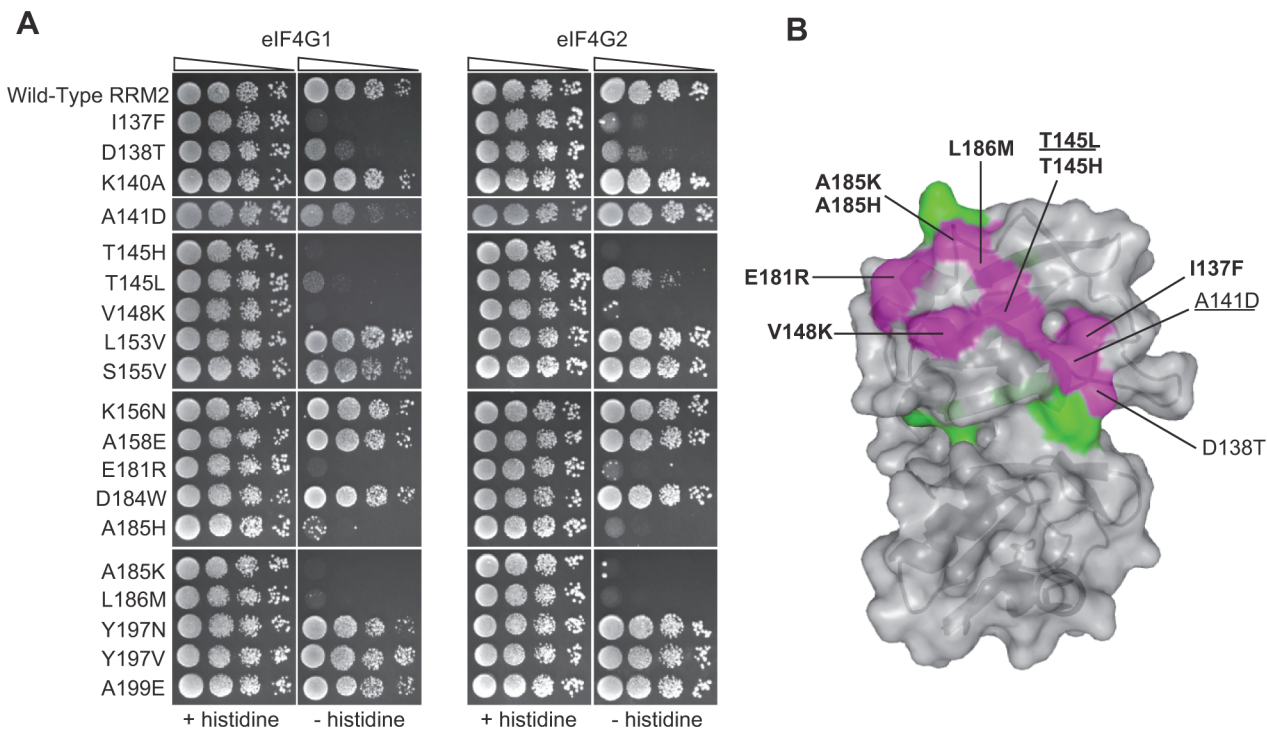 A
eIF4G1
eIF4G2
Wild-Type RRM2
I137F
D138T
K140A
A141D
T145H
T145L
V148K
L153V
S155V
K156N
A158E
E181R
D184W
A185H
A185K
L186M
Y197N
Y197V
A199E
+ histidine
- histidine
+ histidine
- histidine
B
T145L
L186M
T145H
A185K
A185H
I137F
E181R
A141D
V148K
D138T